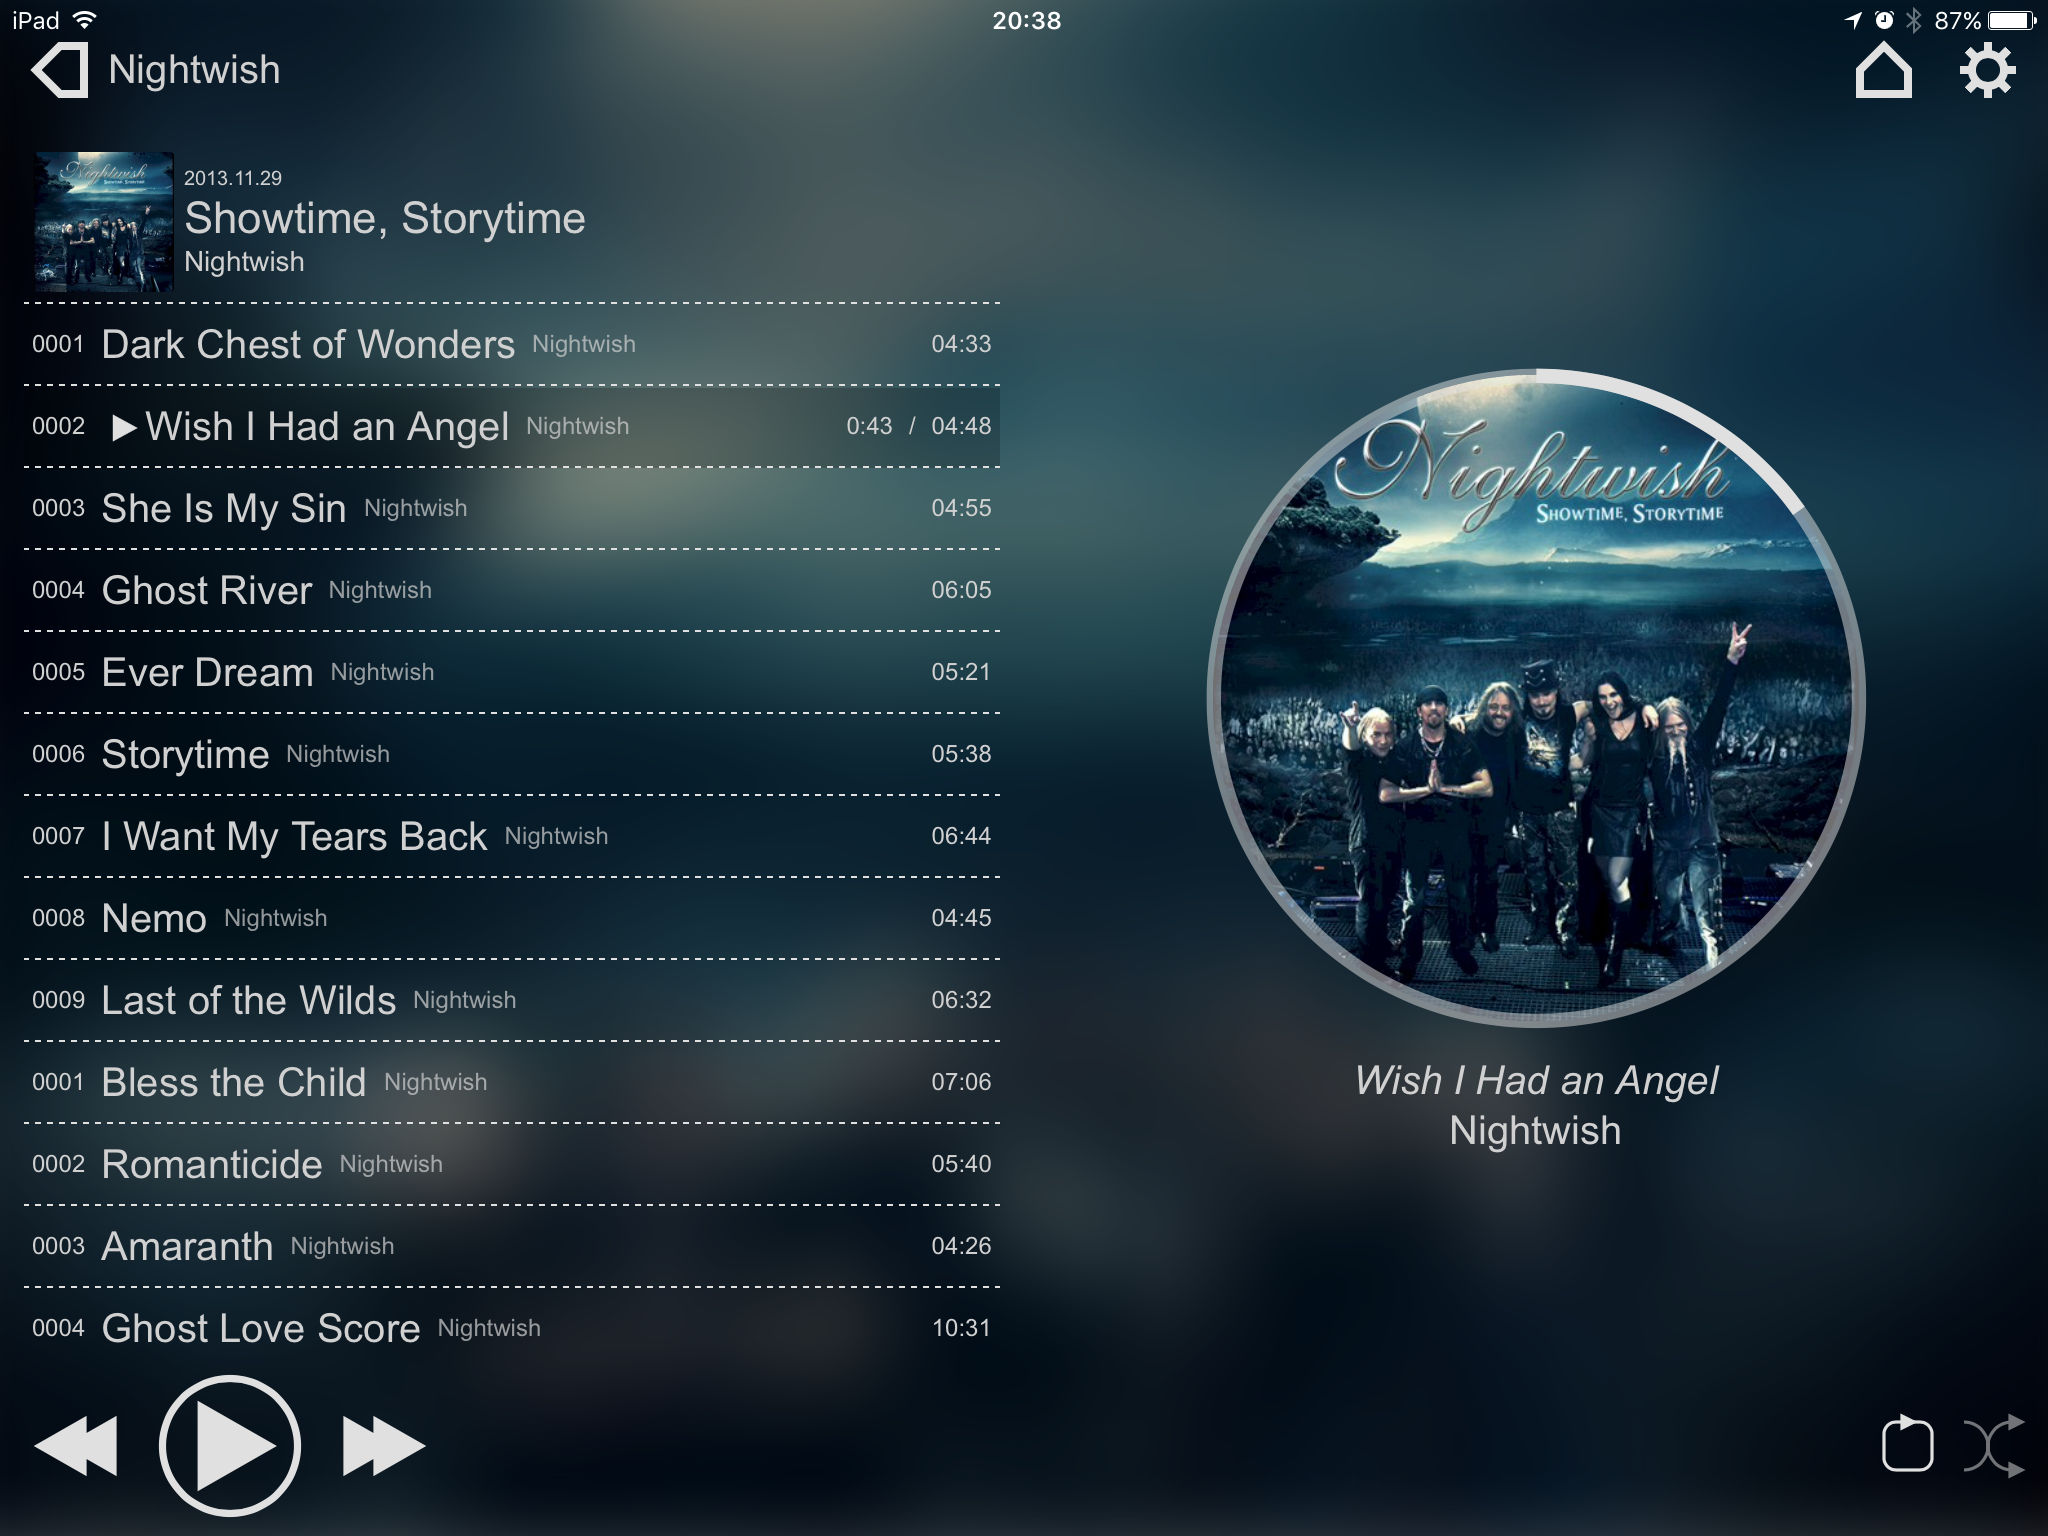 iPad 20:38 87%
Nightwish
2013.11.29
Showtime, Storytime
Nightwish
0001 Dark Chest of Wonders Nightwish 04:33
0002 Wish I Had an Angel Nightwish 0:43 / 04:48
0003 She Is My Sin Nightwish 04:55
0004 Ghost River Nightwish 06:05
0005 Ever Dream Nightwish 05:21
0006 Storytime Nightwish 05:38
0007 I Want My Tears Back Nightwish 06:44
0008 Nemo Nightwish 04:45
0009 Last of the Wilds Nightwish 06:32
0001 Bless the Child Nightwish 07:06
0002 Romanticide Nightwish 05:40
0003 Amaranth Nightwish 04:26
0004 Ghost Love Score Nightwish 10:31
Nightwish
Showtime, Storytime
Nightwish
Showtime, Storytime
Wish I Had an Angel
Nightwish